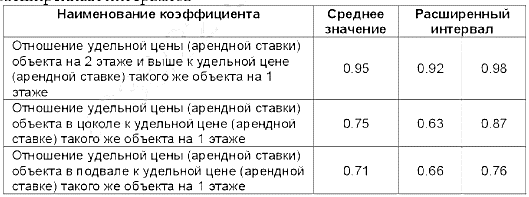 Наименование коэффициента Среднее значение Расширенный интервал
Отношение удельной цены (арендной ставки)
объекта на 2 этаже и выше к удельной цене
(арендной ставке) такого же объекта на 1
этаже
0.95 0.92 0.98
Отношение удельной цены (арендной ставки)
объекта в цоколе к удельной цене (арендной
ставке) такого же объекта на 1 этаже
0.75 0.63 0.87
Отношение удельной цены (арендной ставки)
объекта в подвале к удельной цене (арендной
ставке) такого же объекта на 1 этаже
0.71 0.66 0.76